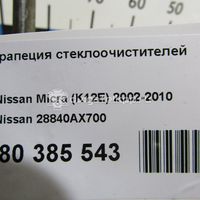 рапеция стеклоочистителей
Nissan Micra (K12E) 2002-2010
Nissan 28840AX700
80 385 543